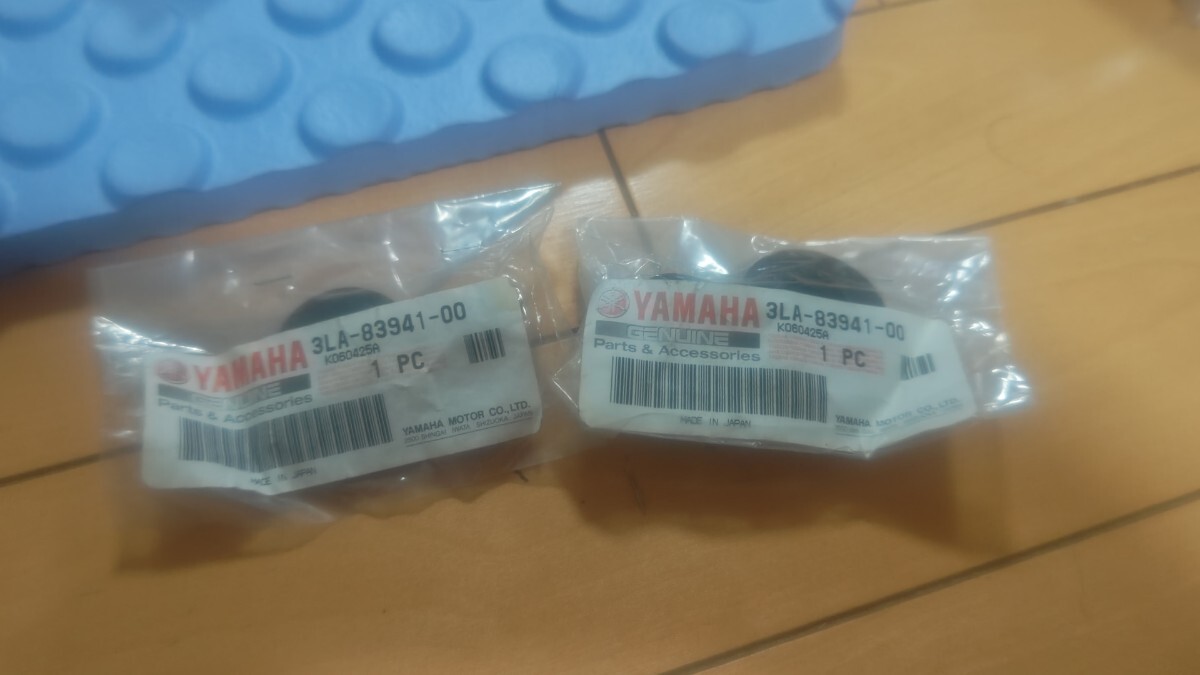 YAMAHA
3LA-83941-00
K060425A
GENUINE
1 PC
Parts & Accessories
YAMAHA MOTOR CO.,LTD.
MADE IN JAPAN
YAMAHA
3LA-83941-00
K060425A
GENUINE
1 PC
Parts & Accessories
MADE IN JAPAN
YAMAHA MOTOR CO., LTD.